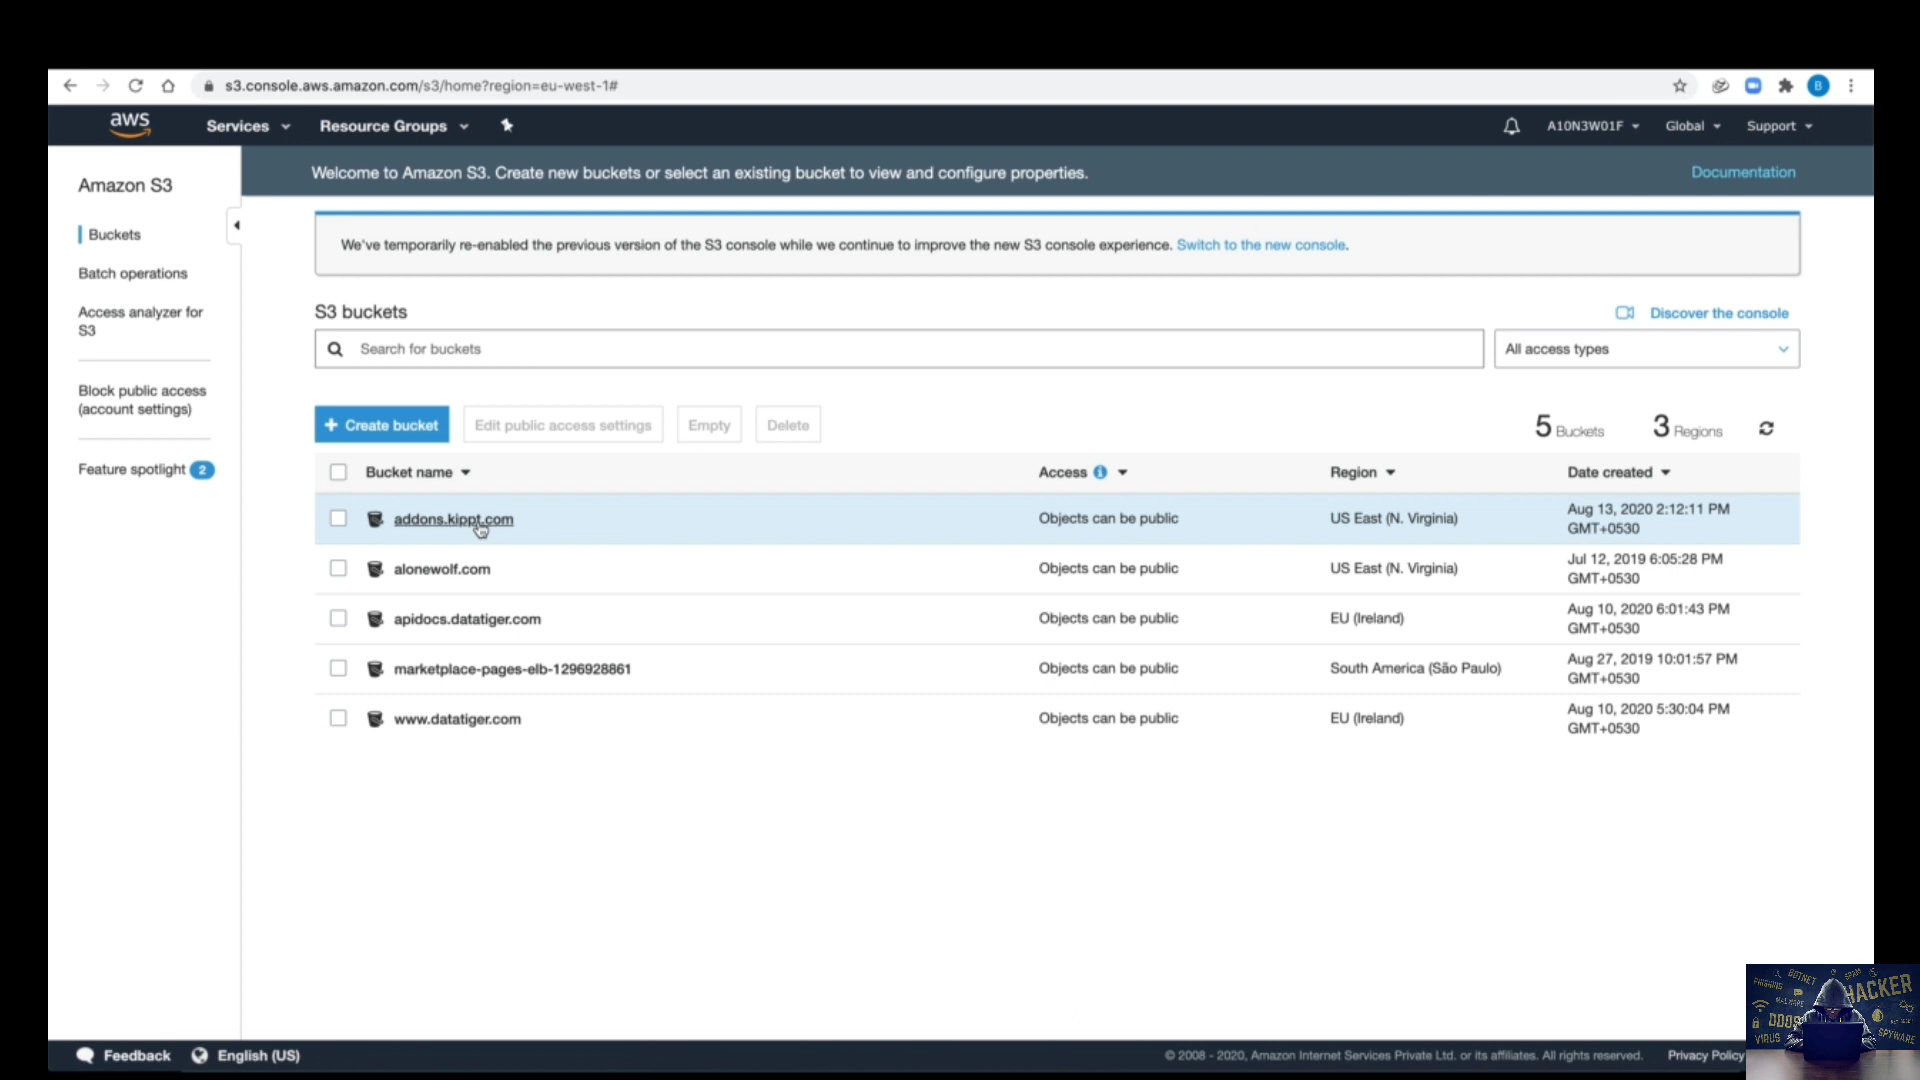 s3.console.aws.amazon.com/s3/home?region=eu-west-1#
B
aws
Services
Resource Groups
A10N3W01F
Global
Support
Amazon S3
Welcome to Amazon S3. Create new buckets or select an existing bucket to view and configure properties.
Documentation
Buckets
Batch operations
Access analyzer for
S3
Block public access
(account settings)
Feature spotlight 2
We've temporarily re-enabled the previous version of the S3 console while we continue to improve the new S3 console experience. Switch to the new console.
S3 buckets
Discover the console
Search for buckets
All access types
+ Create bucket
Edit public access settings
Empty
Delete
5 Buckets
3 Regions
Bucket name
Access
Region
Date created
addons.kippt.com
Objects can be public
US East (N. Virginia)
Aug 13, 2020 2:12:11 PM
GMT+0530
alonewolf.com
Objects can be public
US East (N. Virginia)
Jul 12, 2019 6:05:28 PM
GMT+0530
apidocs.datatiger.com
Objects can be public
EU (Ireland)
Aug 10, 2020 6:01:43 PM
GMT+0530
marketplace-pages-elb-1296928861
Objects can be public
South America (São Paulo)
Aug 27, 2019 10:01:57 PM
GMT+0530
www.datatiger.com
Objects can be public
EU (Ireland)
Aug 10, 2020 5:30:04 PM
GMT+0530
PHISHING
BOTNET
SPAM
HACKER
MALWARE
DDOS
VIRUS
SPYWARE
Feedback
English (US)
© 2008 - 2020, Amazon Internet Services Private Ltd. or its affiliates. All rights reserved.
Privacy Policy